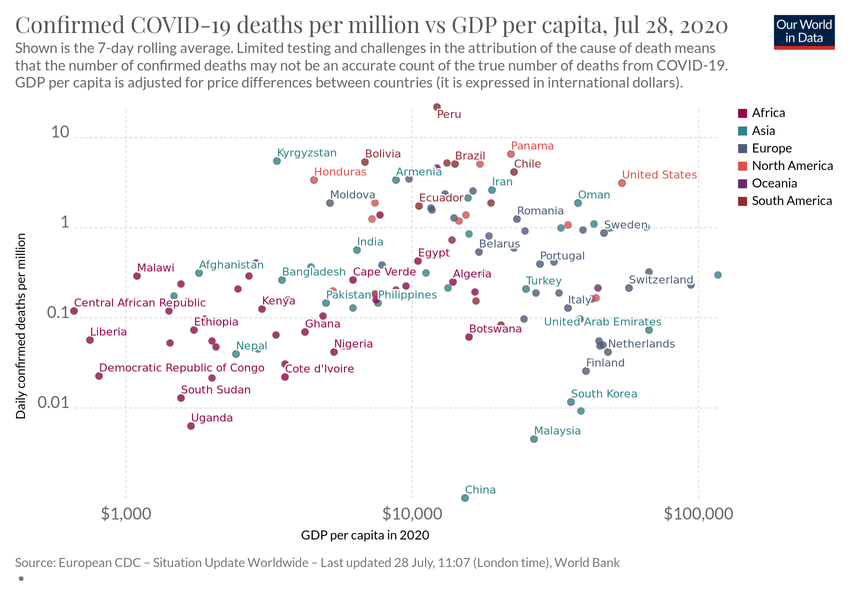 Confirmed COVID-19 deaths per million vs GDP per capita, Jul 28, 2020
Our World
in Data
Shown is the 7-day rolling average. Limited testing and challenges in the attribution of the cause of death means
that the number of confirmed deaths may not be an accurate count of the true number of deaths from COVID-19.
GDP per capita is adjusted for price differences between countries (it is expressed in international dollars).
Africa
Asia
Europe
North America
Oceania
South America
Daily confirmed deaths per million
10
1
0.1
0.01
Peru
Panama
Kyrgyzstan
Bolivia
Brazil
Chile
Honduras
Armenia
United States
Iran
Moldova
Ecuador
Oman
Romania
Sweden
India
Belarus
Egypt
Portugal
Malawi
Afghanistan
Bangladesh
Cape Verde
Algeria
Turkey
Switzerland
Pakistan
Philippines
Central African Republic
Kenya
Italy
Ethiopia
Ghana
United Arab Emirates
Liberia
Botswana
Nepal
Nigeria
Netherlands
Democratic Republic of Congo
Cote d'Ivoire
Finland
South Sudan
South Korea
Uganda
Malaysia
China
$1,000
$10,000
$100,000
GDP per capita in 2020
Source: European CDC – Situation Update Worldwide – Last updated 28 July, 11:07 (London time), World Bank